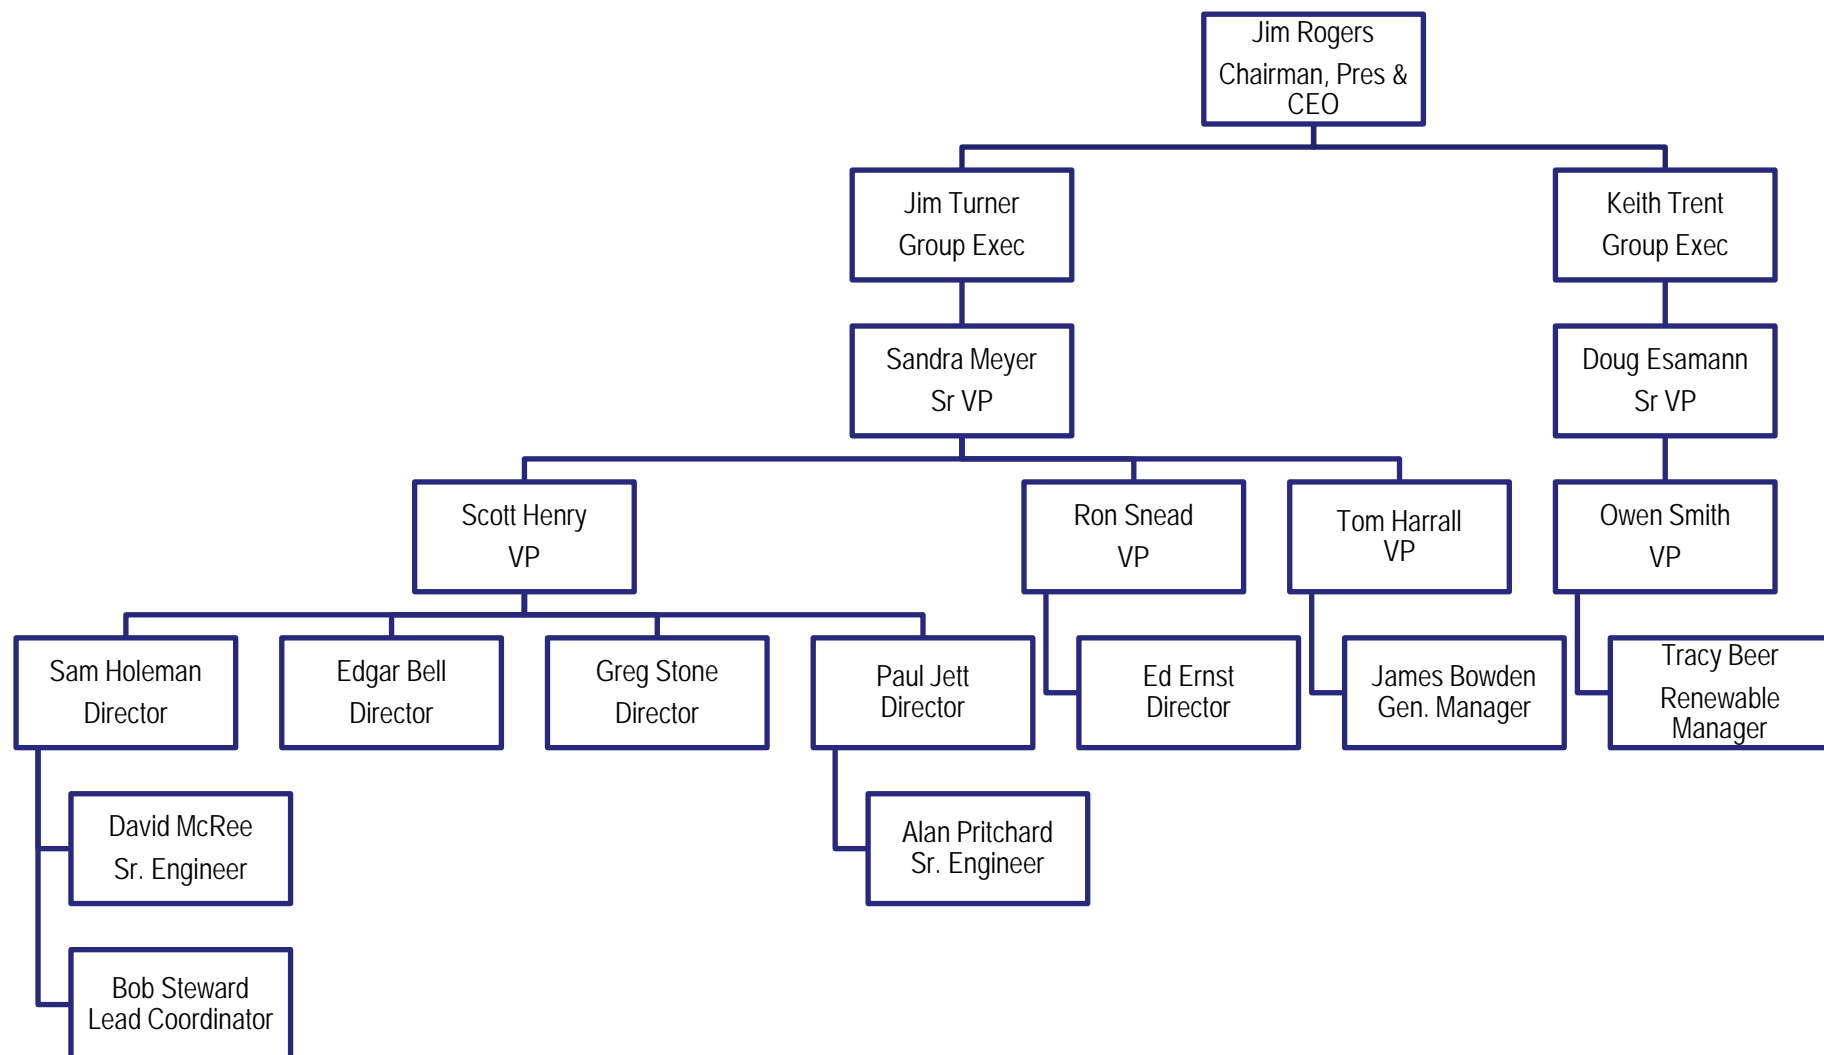 Jim Rogers
Chairman, Pres &
CEO
Jim Turner
Group Exec
Keith Trent
Group Exec
Sandra Meyer
Sr VP
Doug Esamann
Sr VP
Scott Henry
VP
Ron Snead
VP
Tom Harrall
VP
Owen Smith
VP
Sam Holeman
Director
Edgar Bell
Director
Greg Stone
Director
Paul Jett
Director
Ed Ernst
Director
James Bowden
Gen. Manager
Tracy Beer
Renewable
Manager
David McRee
Sr. Engineer
Alan Pritchard
Sr. Engineer
Bob Steward
Lead Coordinator